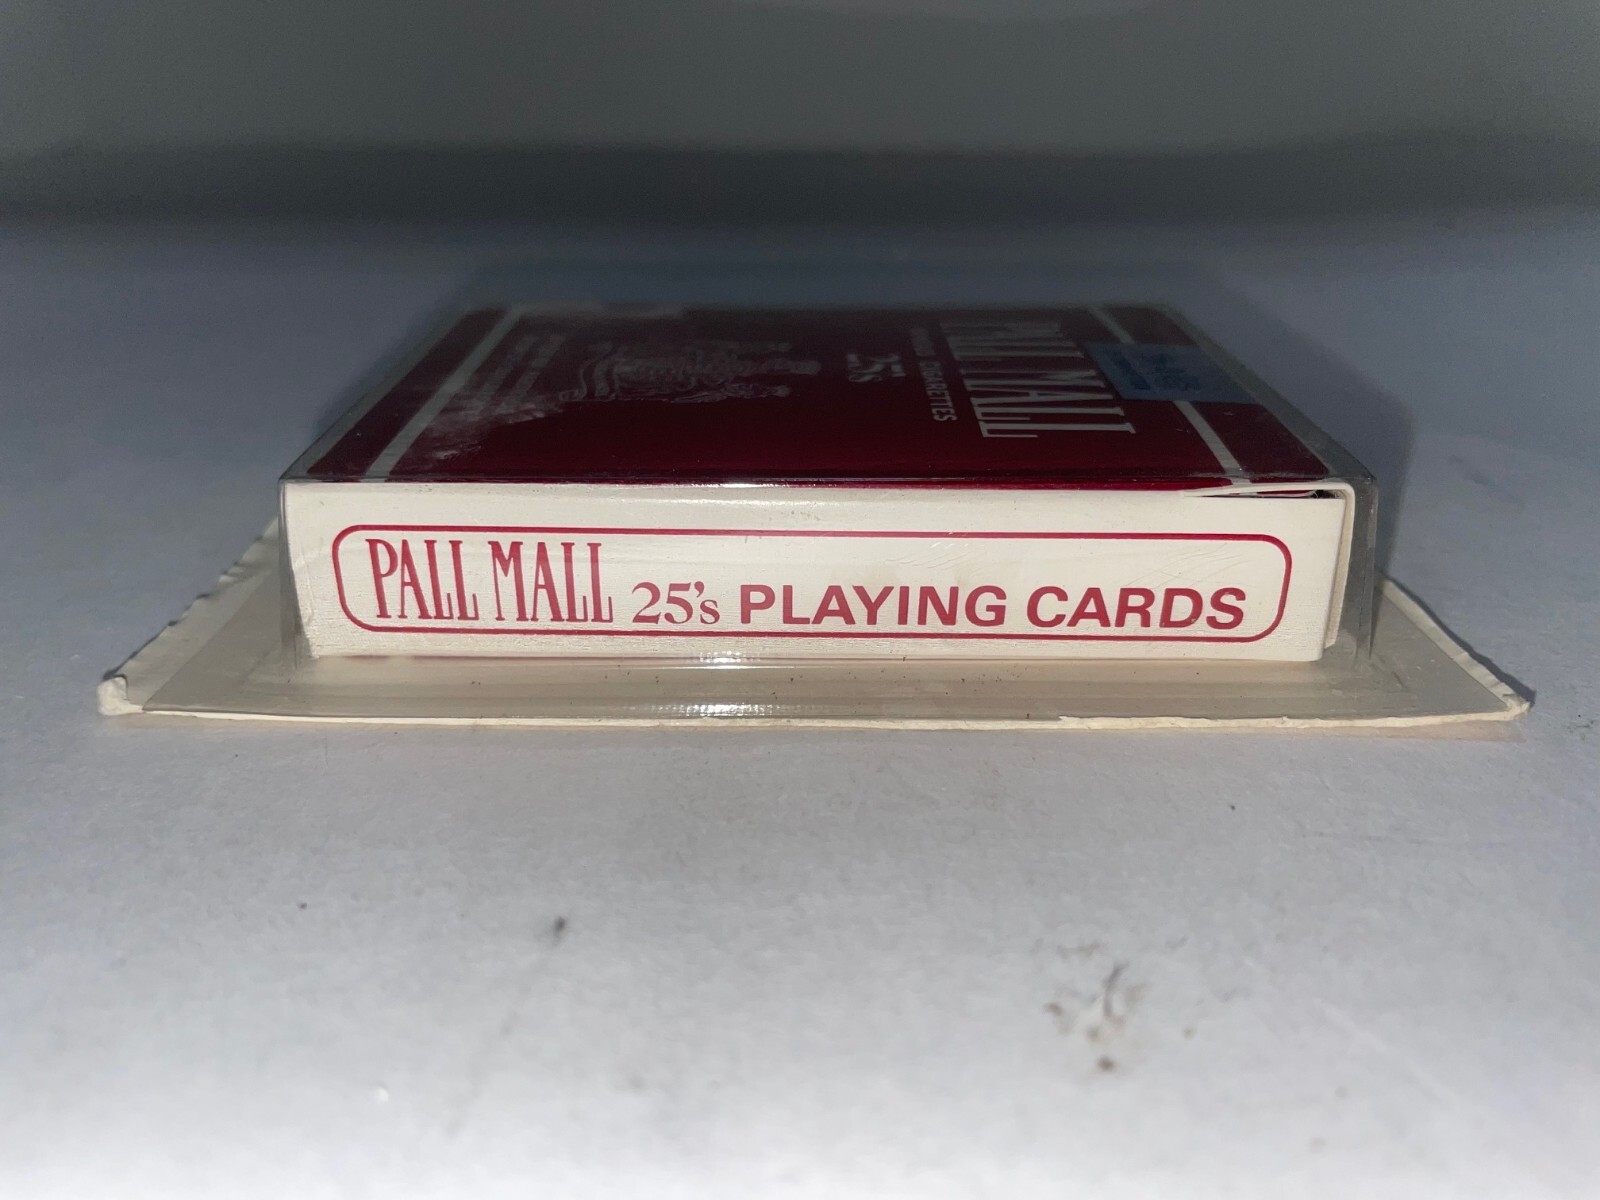 PALL MALL 25's PLAYING CARDS
PALL MALL
CIGARETTES
25's